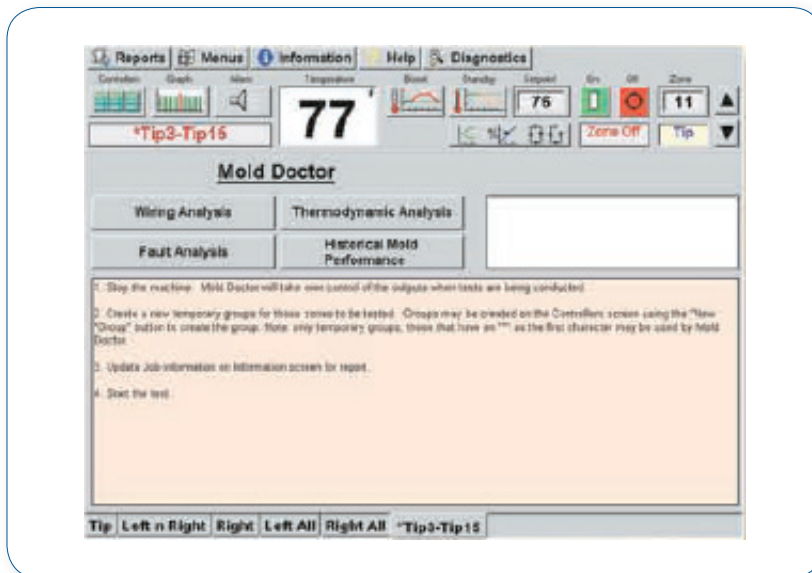 Reports Menus Information Help Diagnostics
Controllers Graph Alarm Temperature Boost Standby Setpoint On Off Zone
77 F 76 11
*Tip3-Tip15 Zone Off Tip
Mold Doctor
Wiring Analysis Thermodynamic Analysis
Fault Analysis Historical Mold
Performance
1. Stop the machine. Mold Doctor will take over control of the outputs when tests are being conducted.
2. Create a new temporary groups for those zones to be tested. Groups may be created on the Controllers screen using the "New
"Group" button to create the group. Note: only temporary groups, those that have an "*" as the first character may be used by Mold
Doctor.
3. Update Job information on Information screen for report.
4. Start the test.
Tip Left n Right Right Left All Right All *Tip3-Tip15